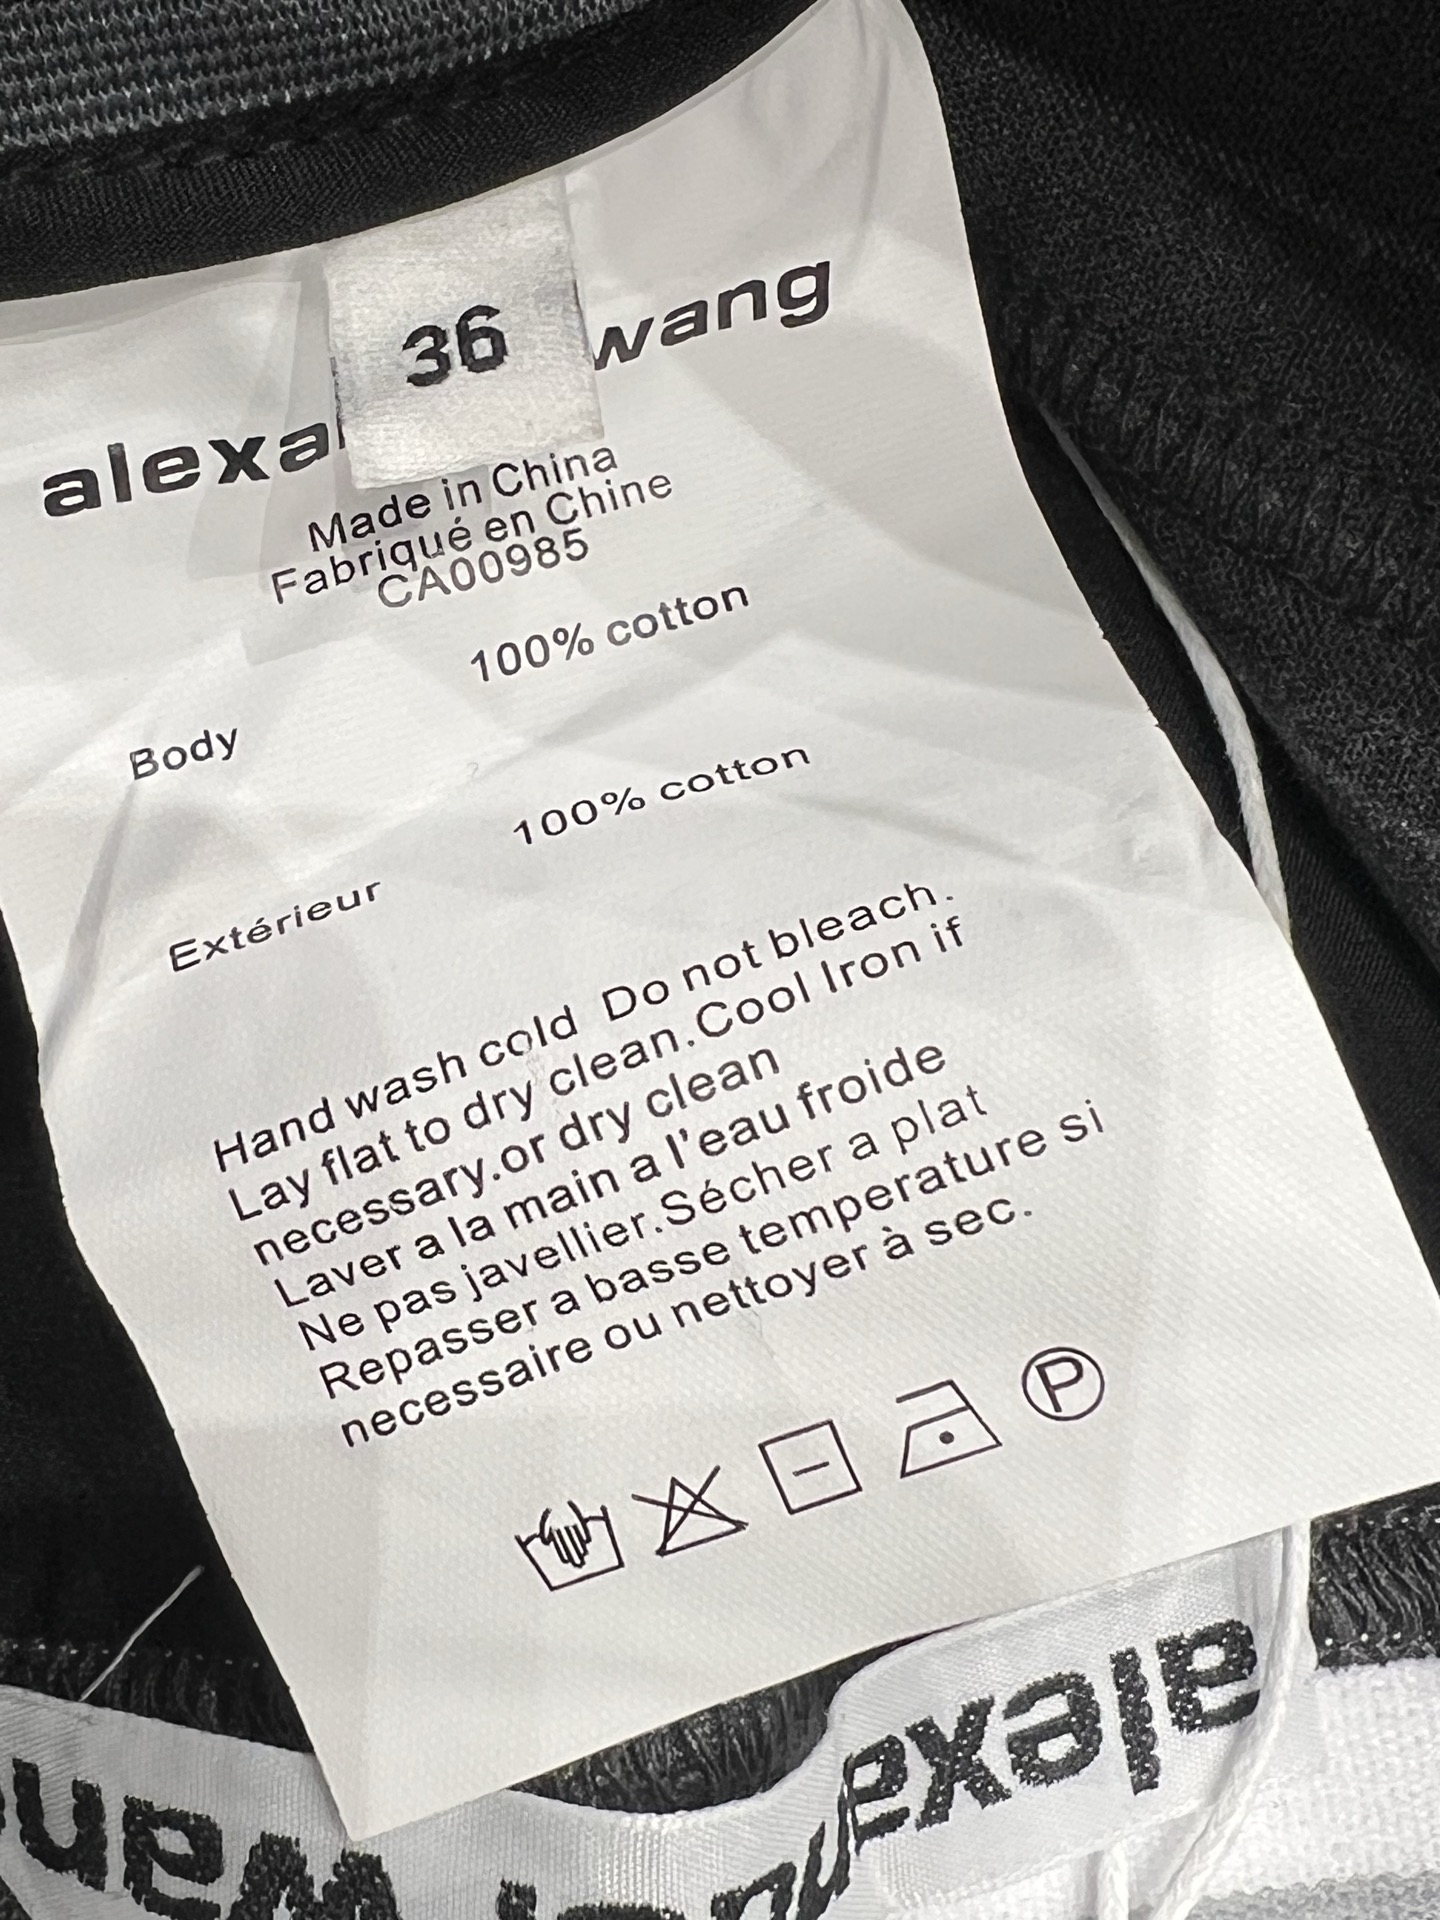 36
alexa wang
Made in China
Fabriqué en Chine
CA00985
100% cotton
Body
100% cotton
Extérieur
Hand wash cold Do not bleach.
Lay flat to dry clean.Cool Iron if
necessary.or dry clean
Laver a la main a l'eau froide
Ne pas javellier.Sécher a plat
Repasser a basse temperature si
necessaire ou nettoyer à sec.
P
alexander wang